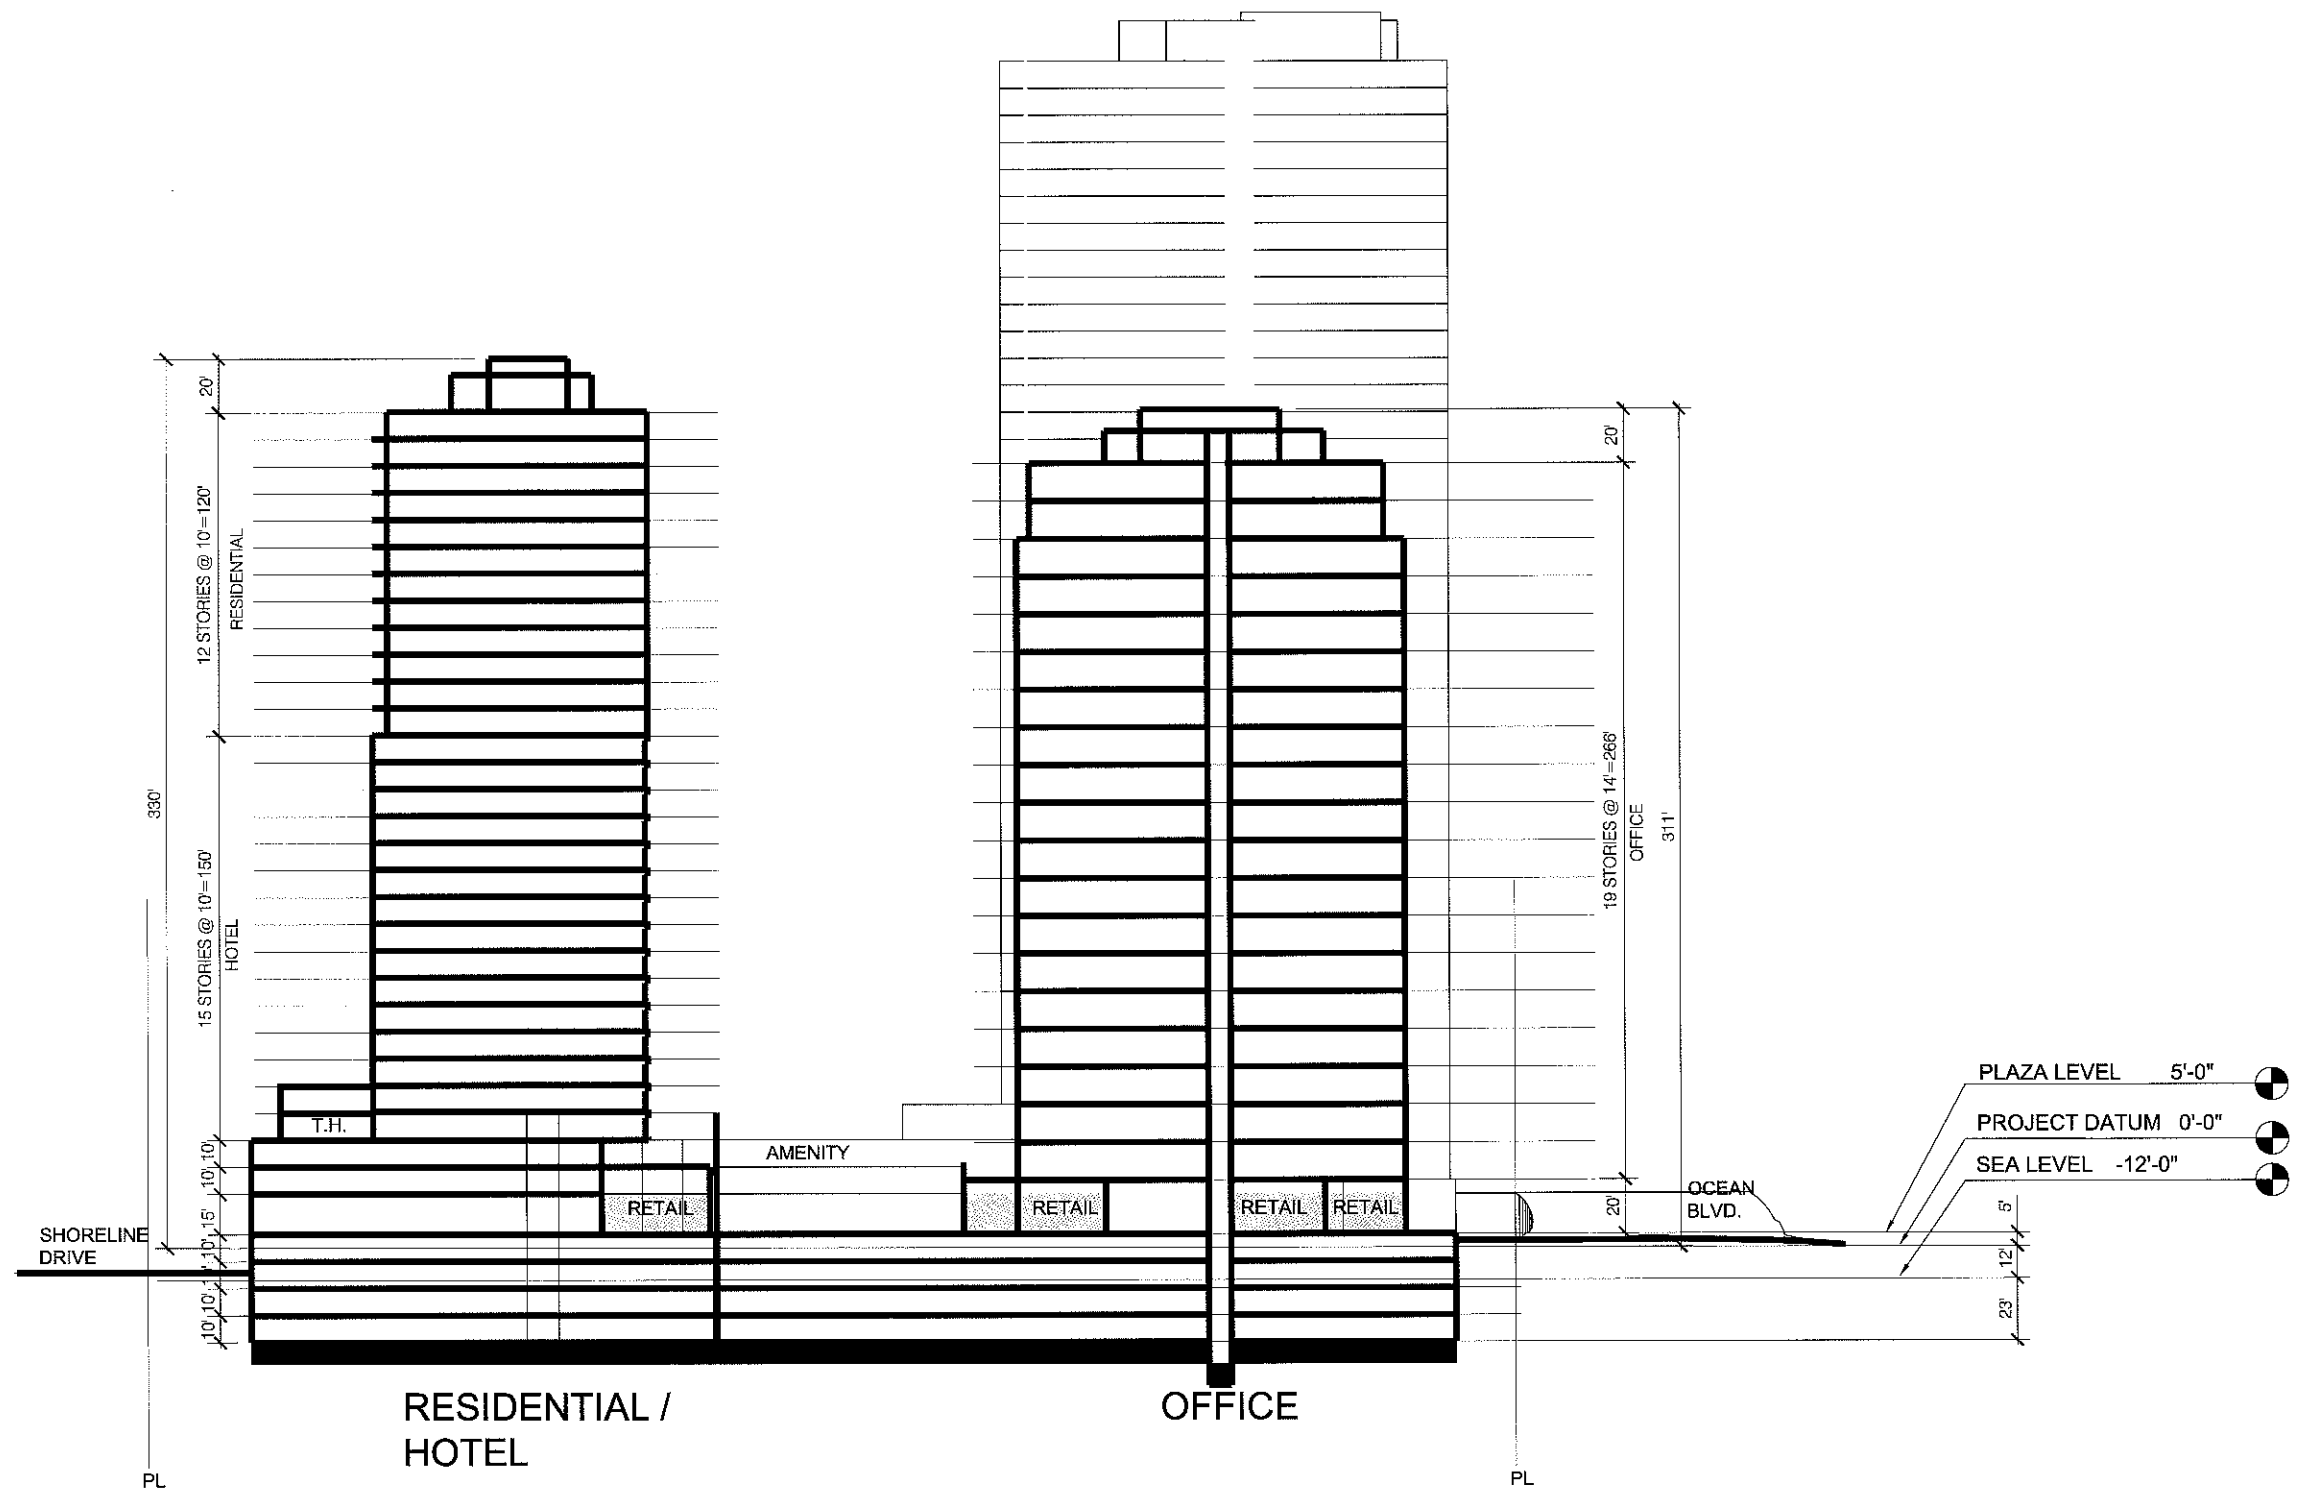 20'
12 STORIES @ 10'=120'
RESIDENTIAL
330'
15 STORIES @ 10'=150'
HOTEL
T.H.
10'
10'
15'
10'
10'
10'
SHORELINE
DRIVE
AMENITY
RETAIL
RETAIL
RETAIL
RETAIL
20'
19 STORIES @ 14'=266'
OFFICE
311'
20'
OCEAN
BLVD.
PLAZA LEVEL 5'-0"
PROJECT DATUM 0'-0"
SEA LEVEL -12'-0"
5'
12'
23'
RESIDENTIAL /
HOTEL
OFFICE
PL
PL